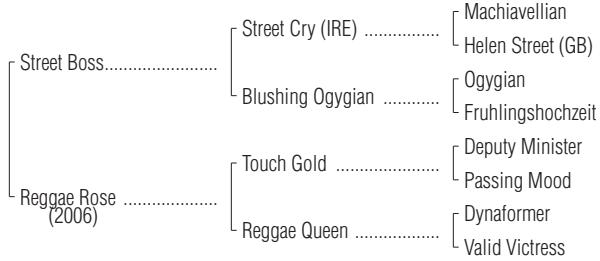 Machiavellian
Street Cry (IRE) ................
Helen Street (GB)
Street Boss........................
Ogygian
Blushing Ogygian ............
Fruhlingshochzeit
Deputy Minister
Touch Gold ......................
Passing Mood
Reggae Rose ....................
(2006)
Dynaformer
Reggae Queen ..................
Valid Victress